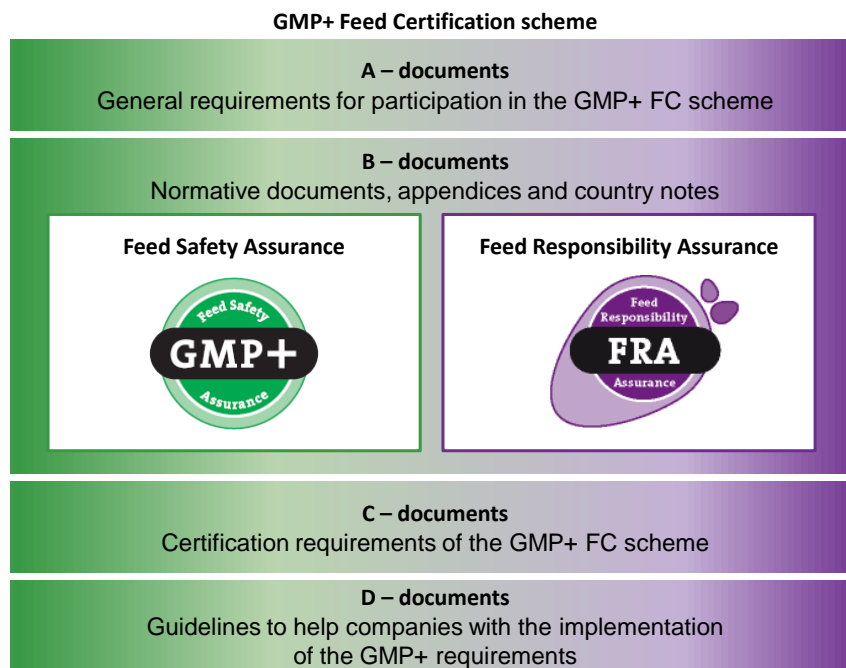 GMP+ Feed Certification scheme
A – documents
General requirements for participation in the GMP+ FC scheme
B – documents
Normative documents, appendices and country notes
Feed Safety Assurance
Feed Safety
GMP+
Assurance
Feed Responsibility Assurance
Feed
Responsibility
FRA
Assurance
C – documents
Certification requirements of the GMP+ FC scheme
D – documents
Guidelines to help companies with the implementation
of the GMP+ requirements